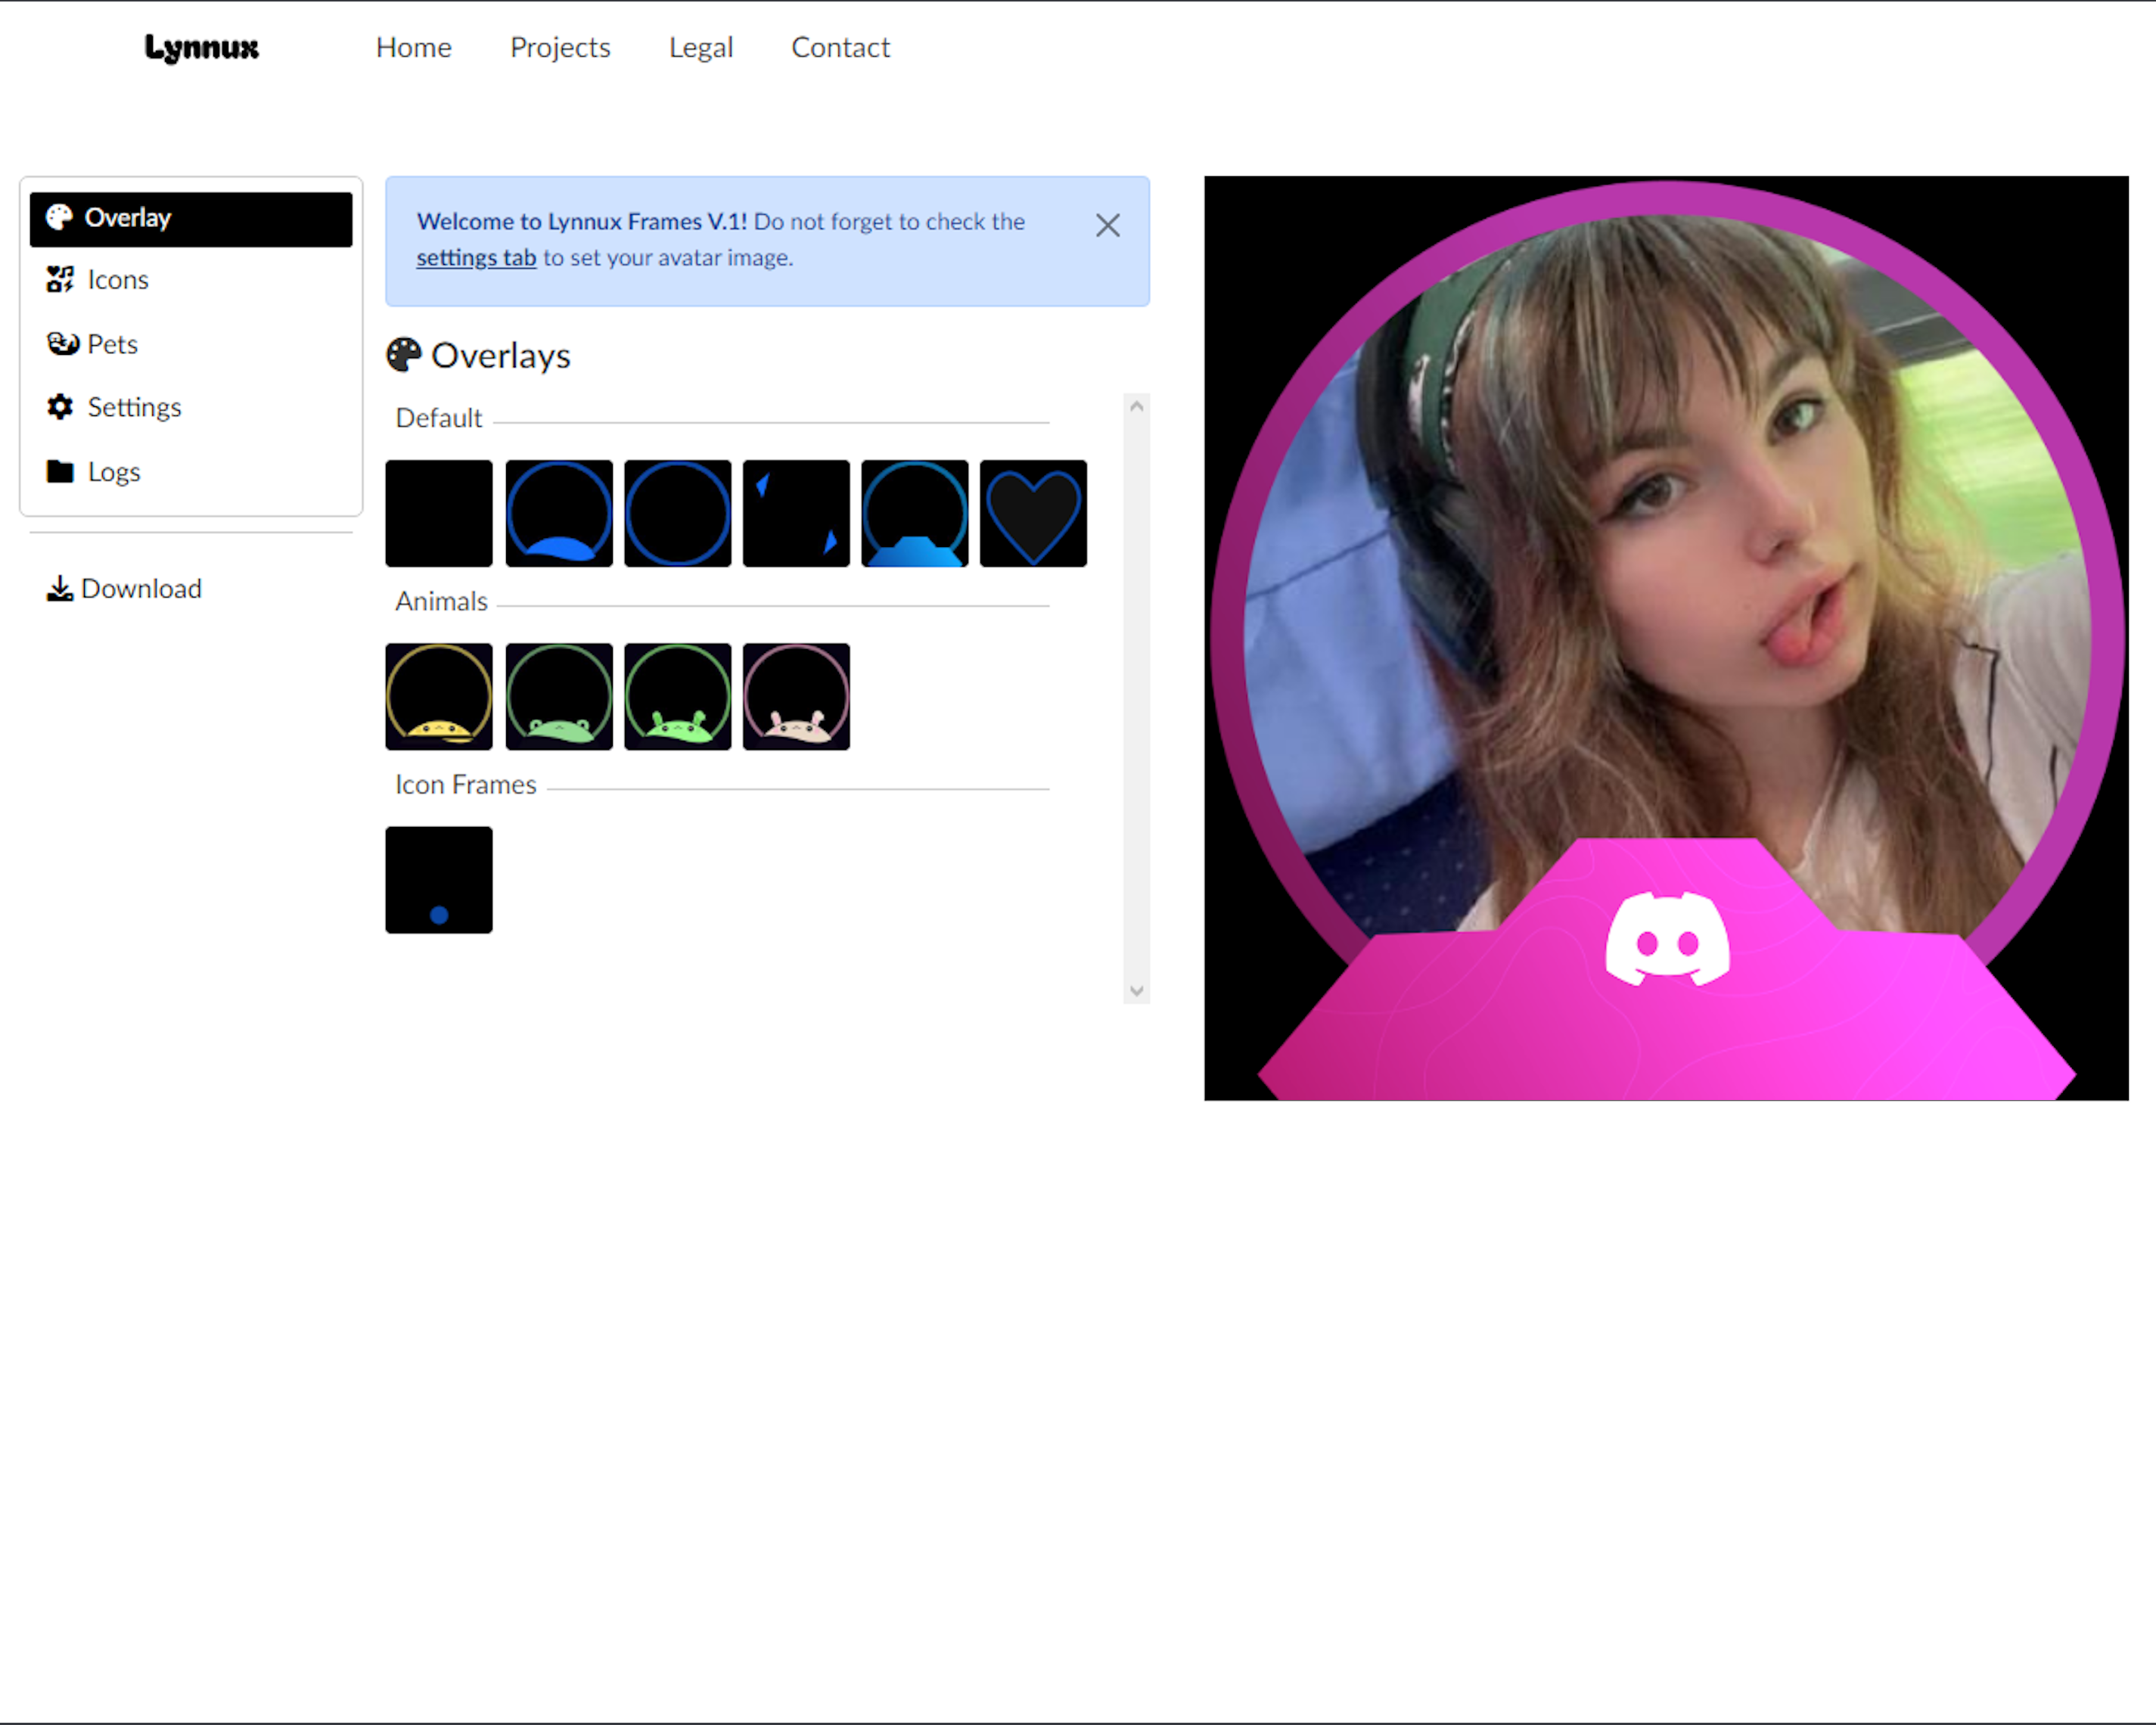 Lynnux
Home
Projects
Legal
Contact
Overlay
Icons
Pets
Settings
Logs
Download
Welcome to Lynnux Frames V.1! Do not forget to check the
settings tab to set your avatar image.
Overlays
Default
Animals
Icon Frames